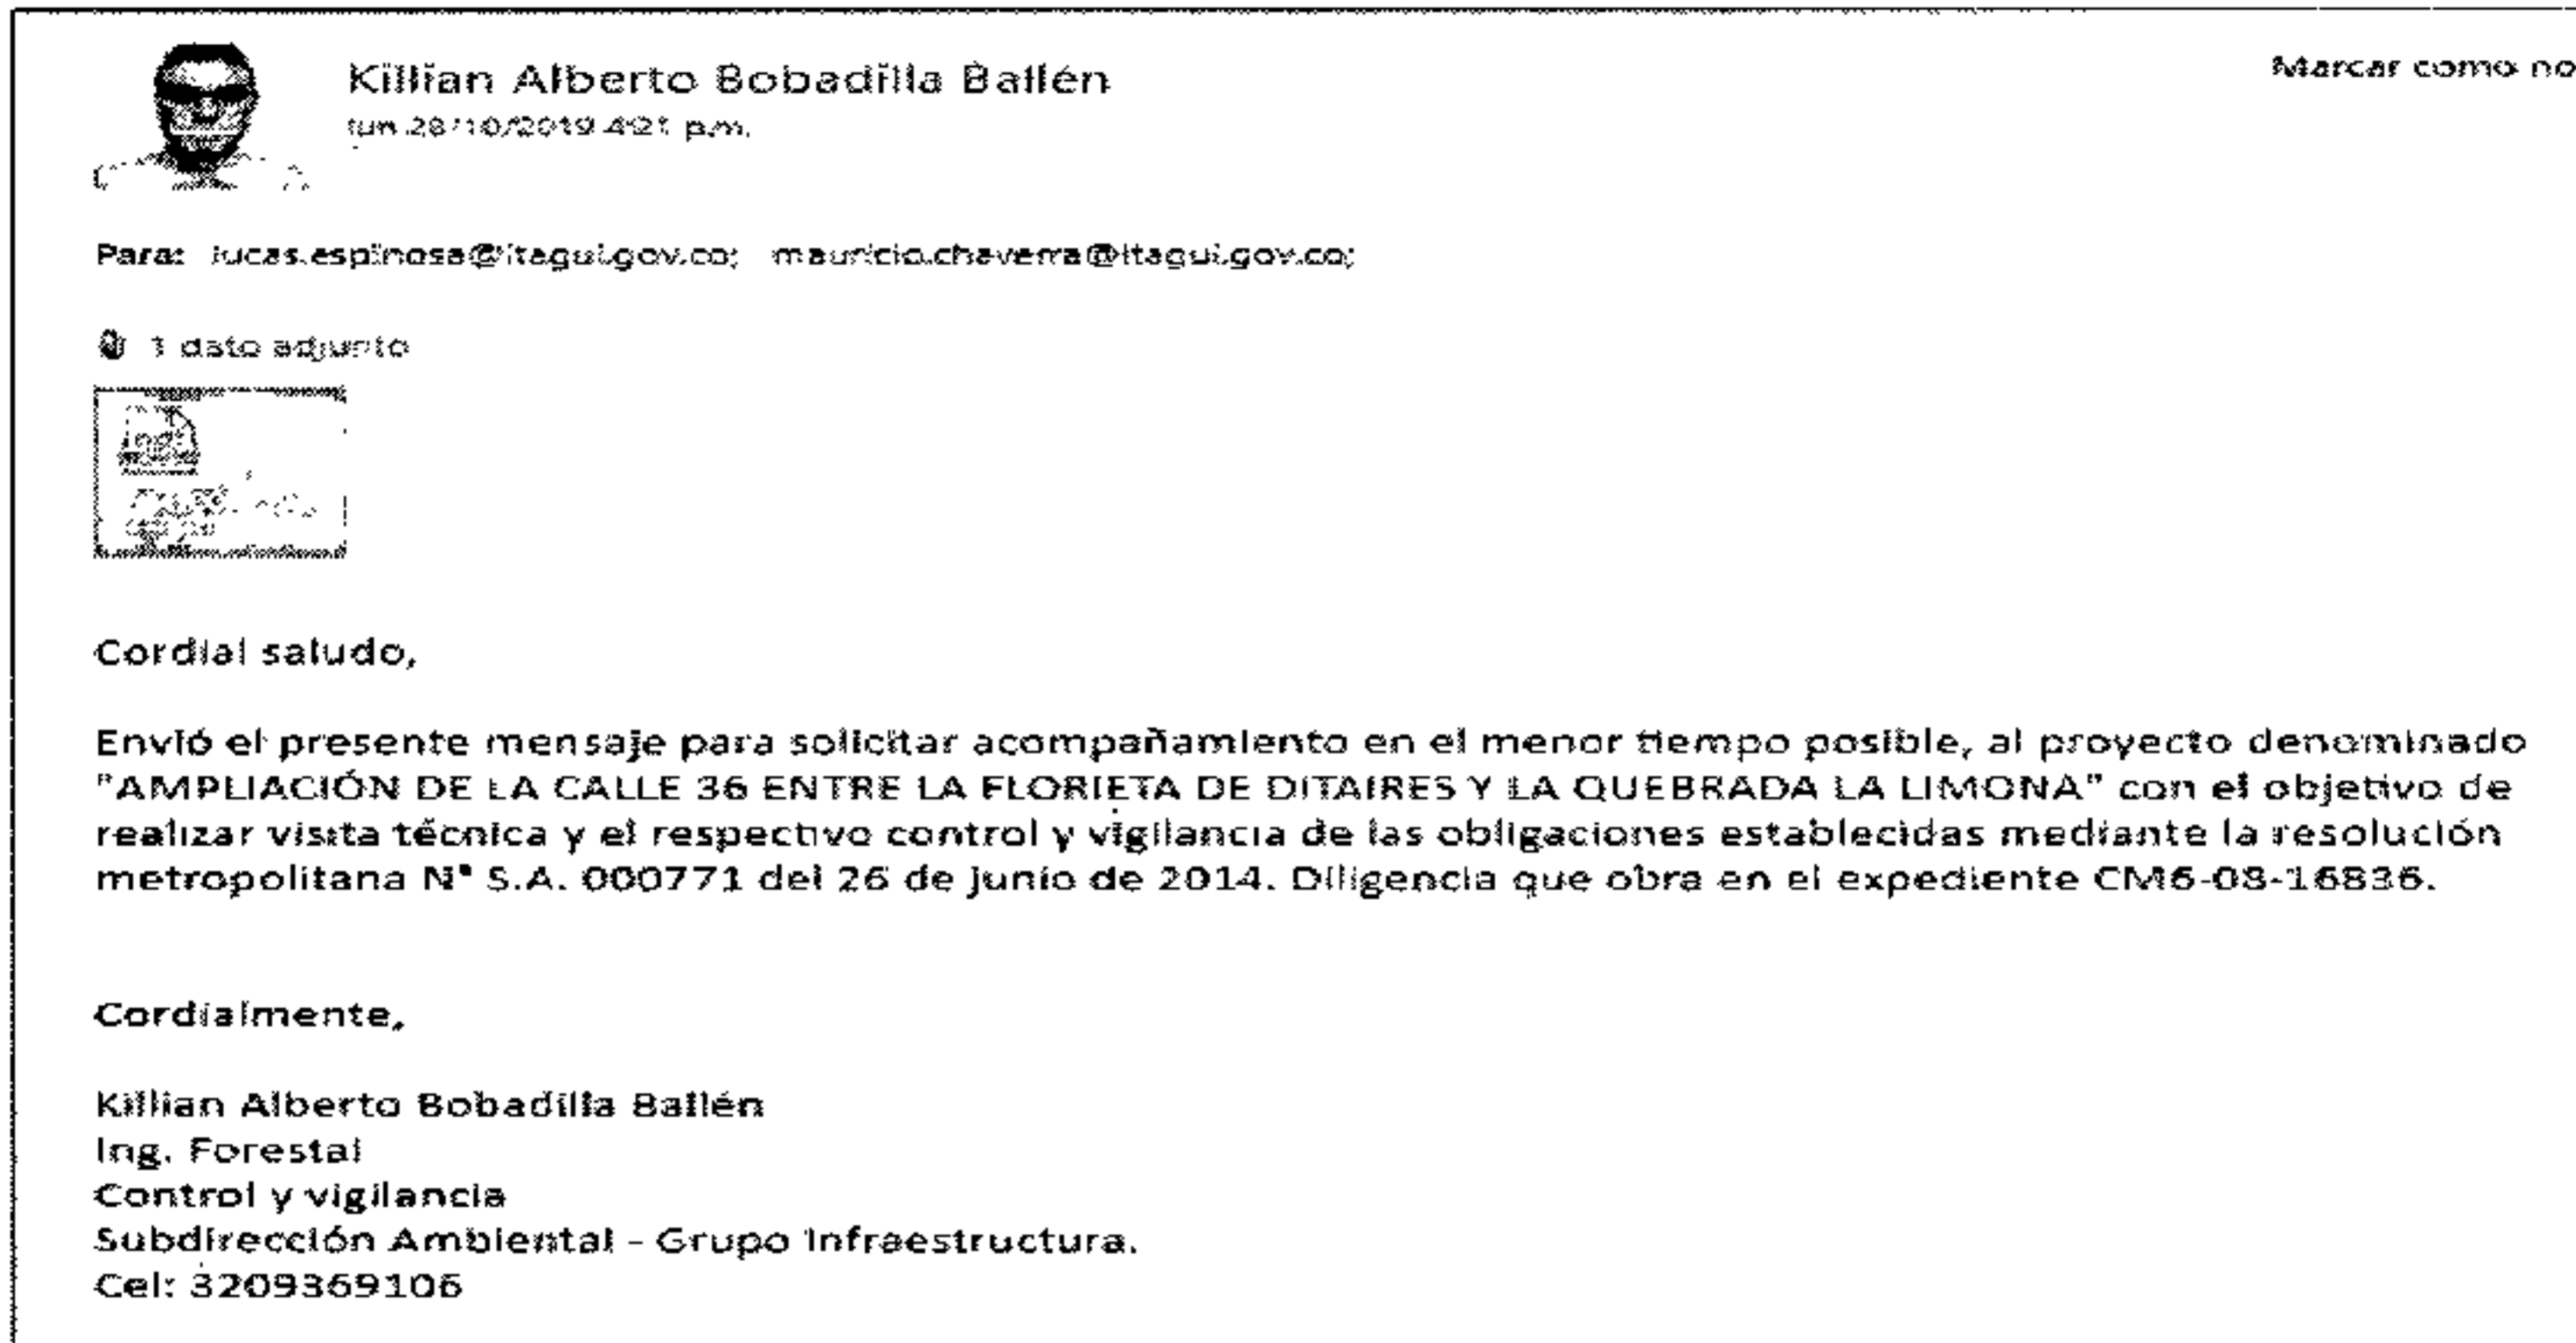 Killian Alberto Bobadilla Ballén
Marcar como no
lun 28/10/2019 4:21 p.m.
Para: lucas.espinosa@itagui.gov.co; mauricio.chaverra@itagui.gov.co;
1 dato adjunto
Cordial saludo,
Envió el presente mensaje para solicitar acompañamiento en el menor tiempo posible, al proyecto denominado
"AMPLIACIÓN DE LA CALLE 36 ENTRE LA FLORIETA DE DITAIRES Y LA QUEBRADA LA LIMONA" con el objetivo de
realizar visita técnica y el respectivo control y vigilancia de las obligaciones establecidas mediante la resolución
metropolitana N° S.A. 000771 del 26 de junio de 2014. Diligencia que obra en el expediente CM6-08-16836.
Cordialmente,
Killian Alberto Bobadilla Ballén
Ing. Forestal
Control y vigilancia
Subdirección Ambiental - Grupo Infraestructura.
Cel: 3209369106